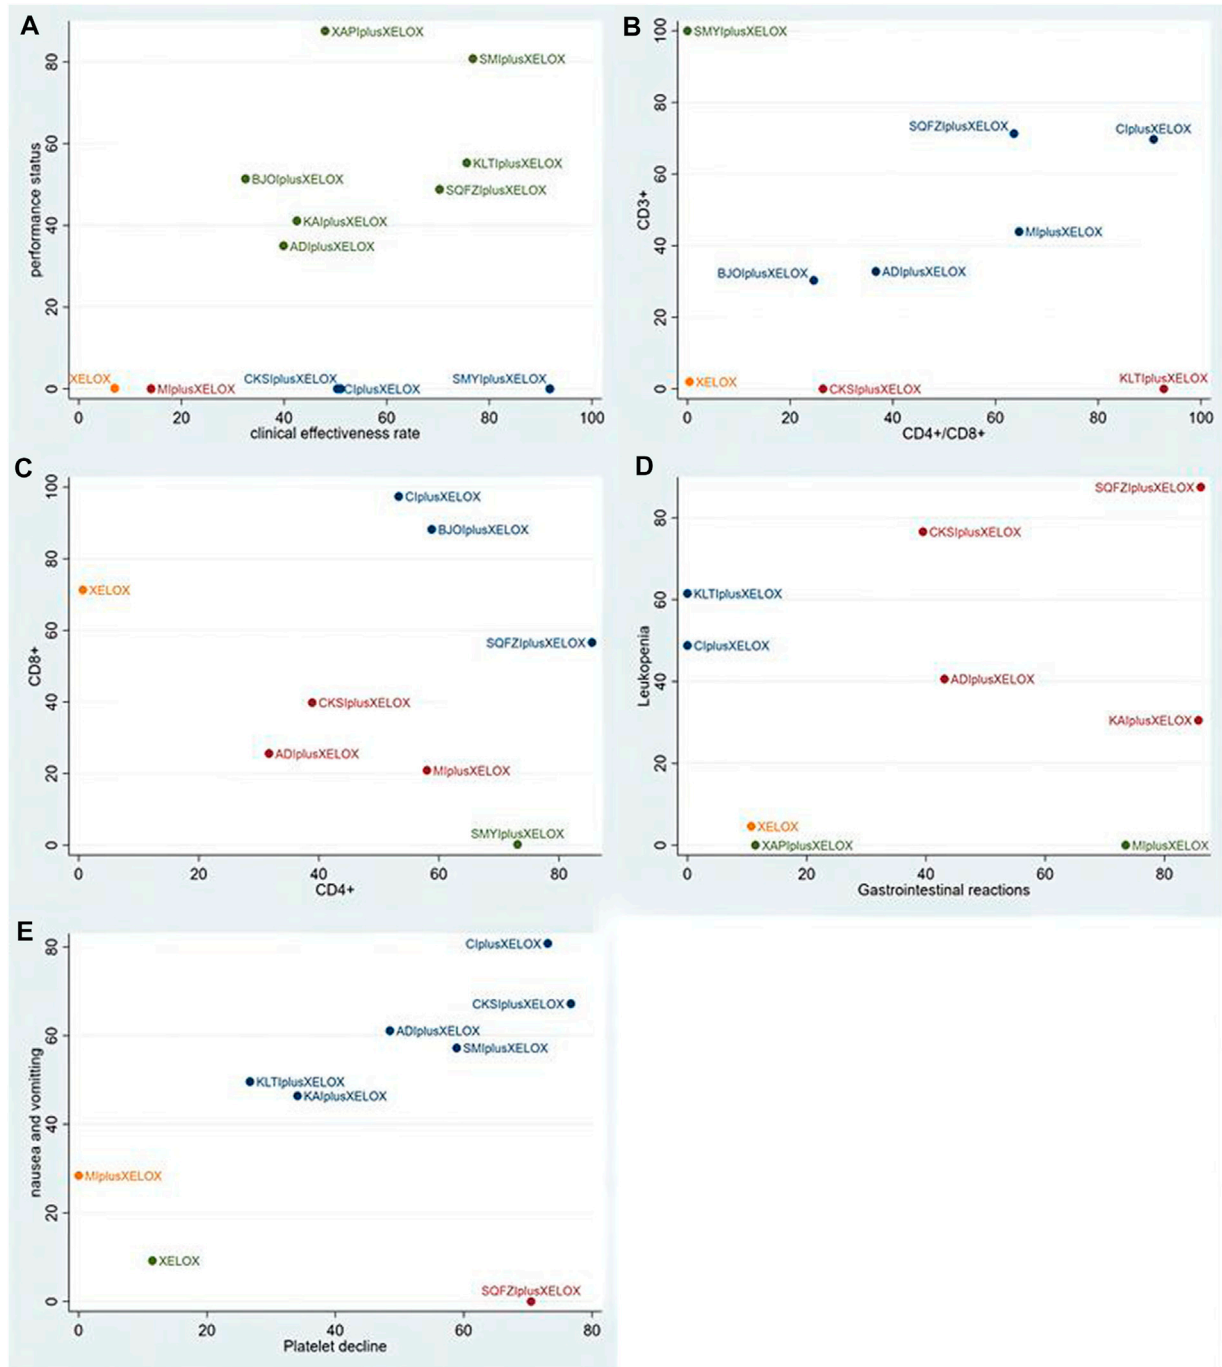 A
performance status
80
60
40
20
0
XAPIplusXELOX
SMIplusXELOX
KLTIplusXELOX
BJOIplusXELOX
SQFZIplusXELOX
KAIplusXELOX
ADIplusXELOX
XELOX
MIplusXELOX
CKSIplusXELOX
CIplusXELOX
SMYIplusXELOX
0 20 40 60 80 100
clinical effectiveness rate
B
CD3+
100
80
60
40
20
0
SMYIplusXELOX
SQFZIplusXELOX
CIplusXELOX
MIplusXELOX
BJOIplusXELOX
ADIplusXELOX
XELOX
CKSIplusXELOX
KLTIplusXELOX
0 20 40 60 80 100
CD4+/CD8+
C
CD8+
100
80
60
40
20
0
CIplusXELOX
BJOIplusXELOX
XELOX
SQFZIplusXELOX
CKSIplusXELOX
ADIplusXELOX
MIplusXELOX
SMYIplusXELOX
0 20 40 60 80
CD4+
D
Leukopenia
80
60
40
20
0
SQFZIplusXELOX
CKSIplusXELOX
KLTIplusXELOX
CIplusXELOX
ADIplusXELOX
KAIplusXELOX
XELOX
XAPIplusXELOX
MIplusXELOX
0 20 40 60 80
Gastrointestinal reactions
E
nausea and vomitting
80
60
40
20
0
CIplusXELOX
CKSIplusXELOX
ADIplusXELOX
SMIplusXELOX
KLTIplusXELOX
KAIplusXELOX
MIplusXELOX
XELOX
SQFZIplusXELOX
0 20 40 60 80
Platelet decline